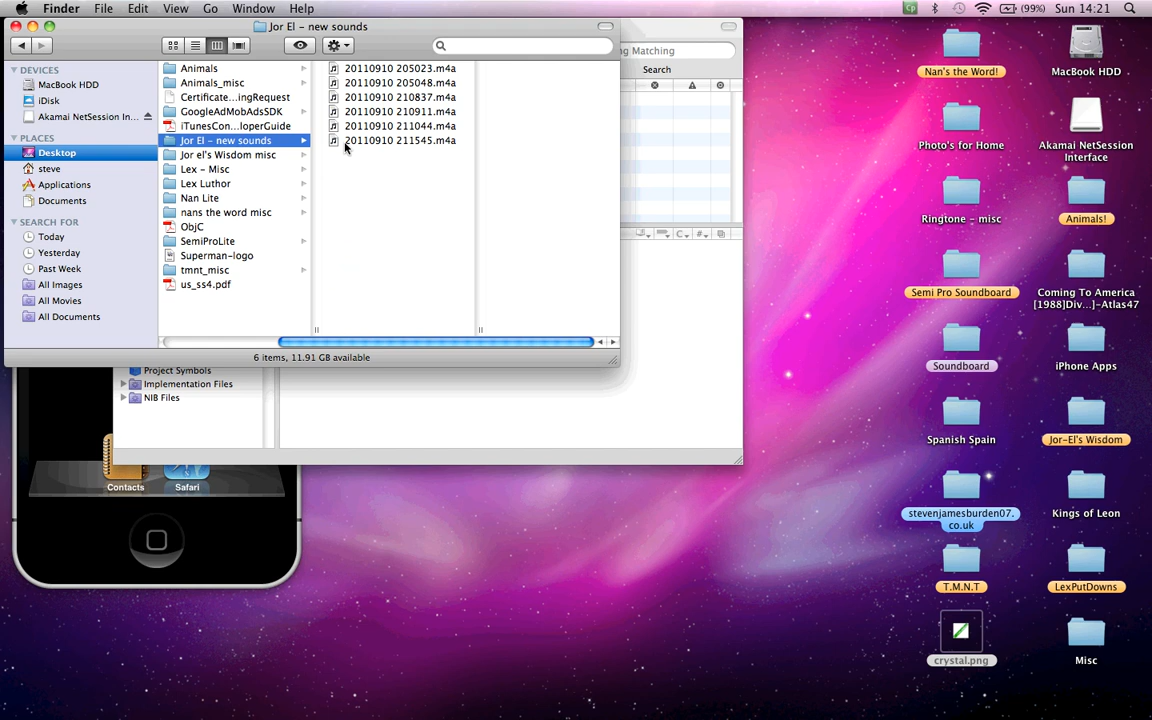 Finder File Edit View Go Window Help
Cp (99%) Sun 14:21
Jor El - new sounds
DEVICES
MacBook HDD
iDisk
Akamai NetSession In...
PLACES
Desktop
steve
Applications
Documents
SEARCH FOR
Today
Yesterday
Past Week
All Images
All Movies
All Documents
Animals
Animals_misc
Certificate...ingRequest
GoogleAdMobAdsSDK
iTunesCon...loperGuide
Jor El - new sounds
Jor el's Wisdom misc
Lex - Misc
Lex Luthor
Nan Lite
nans the word misc
ObjC
SemiProLite
Superman-logo
tmnt_misc
us_ss4.pdf
20110910 205023.m4a
20110910 205048.m4a
20110910 210837.m4a
20110910 210911.m4a
20110910 211044.m4a
20110910 211545.m4a
6 items, 11.91 GB available
ng Matching
Search
C
#
Project Symbols
Implementation Files
NIB Files
Contacts
Safari
Nan's the Word!
MacBook HDD
Photo's for Home
Akamai NetSession
Interface
Ringtone - misc
Animals!
Semi Pro Soundboard
Coming To America
[1988]Div...]-Atlas47
Soundboard
iPhone Apps
Spanish Spain
Jor-El's Wisdom
stevenjamesburden07.
co.uk
Kings of Leon
T.M.N.T
LexPutDowns
crystal.png
Misc